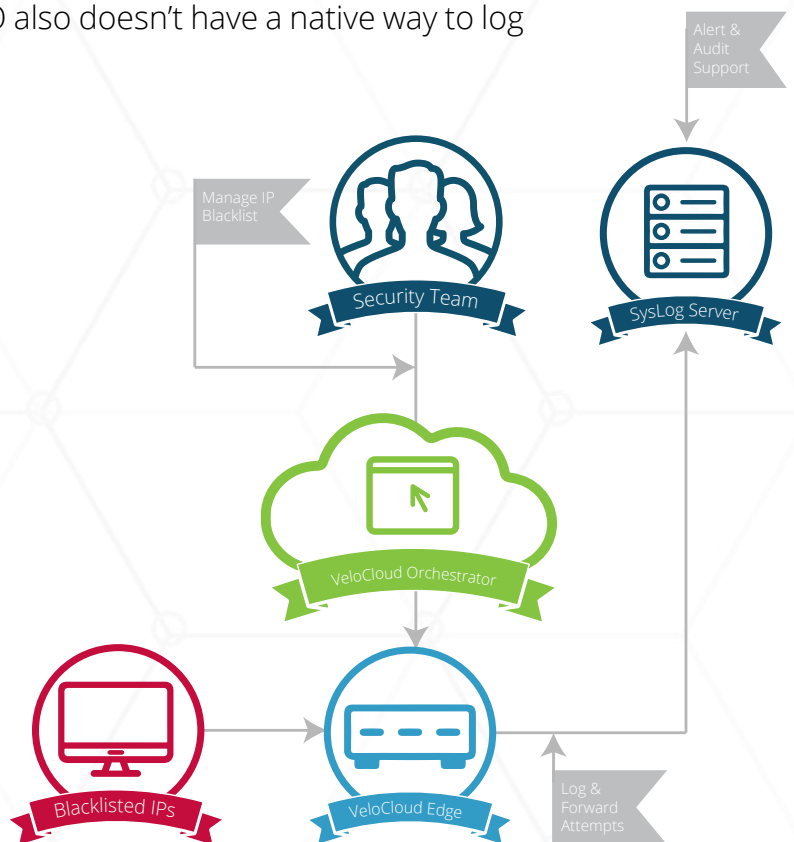 also doesn't have a native way to log
Alert &
Audit
Support
Manage IP
Blacklist
Security Team
SysLog Server
VeloCloud Orchestrator
Blacklisted IPs
VeloCloud Edge
Log &
Forward
Attempts